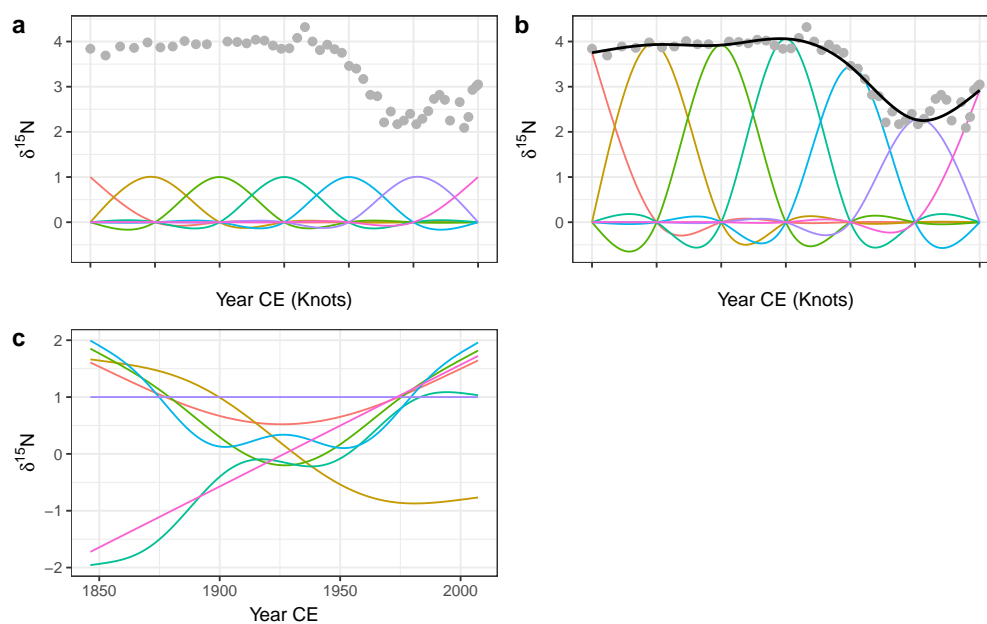 a
4
3
2
1
0
δ¹⁵N
Year CE (Knots)
b
4
3
2
1
0
δ¹⁵N
Year CE (Knots)
c
2
1
0
−1
−2
δ¹⁵N
1850 1900 1950 2000
Year CE